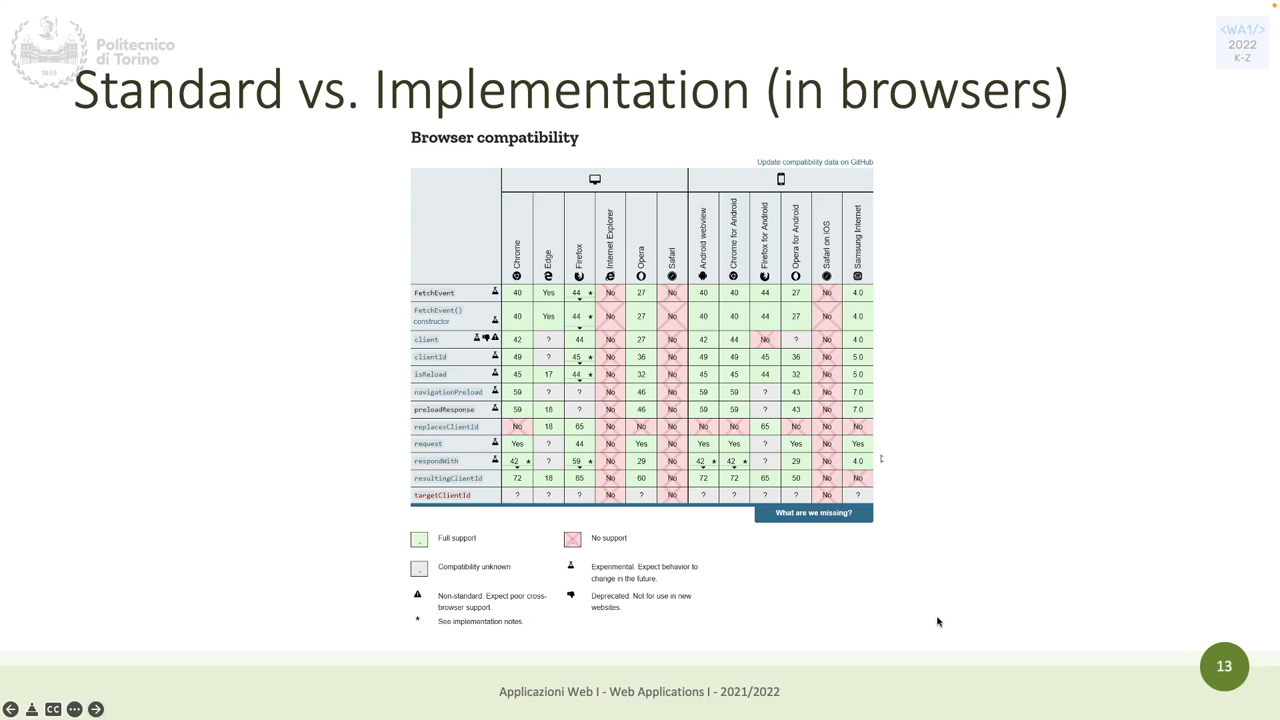 Politecnico
di Torino
1859
<WA1/>
2022
K-Z
Standard vs. Implementation (in browsers)
Browser compatibility
Update compatibility data on GitHub
Chrome Edge Firefox Internet Explorer Opera Safari Android webview Chrome for Android Firefox for Android Opera for Android Safari on iOS Samsung Internet
FetchEvent 40 Yes 44 * No 27 No 40 40 44 27 No 4.0
FetchEvent()
constructor 40 Yes 44 * No 27 No 40 40 44 27 No 4.0
client 42 ? 44 No 27 No 42 44 No ? No 4.0
clientId 49 ? 45 * No 36 No 49 49 45 36 No 5.0
isReload 45 17 44 * No 32 No 45 45 44 32 No 5.0
navigationPreload 59 ? ? No 46 No 59 59 ? 43 No 7.0
preloadResponse 59 18 ? No 46 No 59 59 ? 43 No 7.0
replacesClientId No 18 65 No No No No No 65 No No No
request Yes ? 44 No Yes No Yes Yes ? Yes No Yes
respondWith 42 * ? 59 * No 29 No 42 * 42 * ? 29 No 4.0
resultingClientId 72 18 65 No 60 No 72 72 65 50 No No
targetClientId ? ? ? No ? No ? ? ? ? No ?
What are we missing?
Full support
No support
Compatibility unknown
Experimental. Expect behavior to
change in the future.
Non-standard. Expect poor cross-
browser support.
Deprecated. Not for use in new
websites.
* See implementation notes.
13
Applicazioni Web I - Web Applications I - 2021/2022
CC